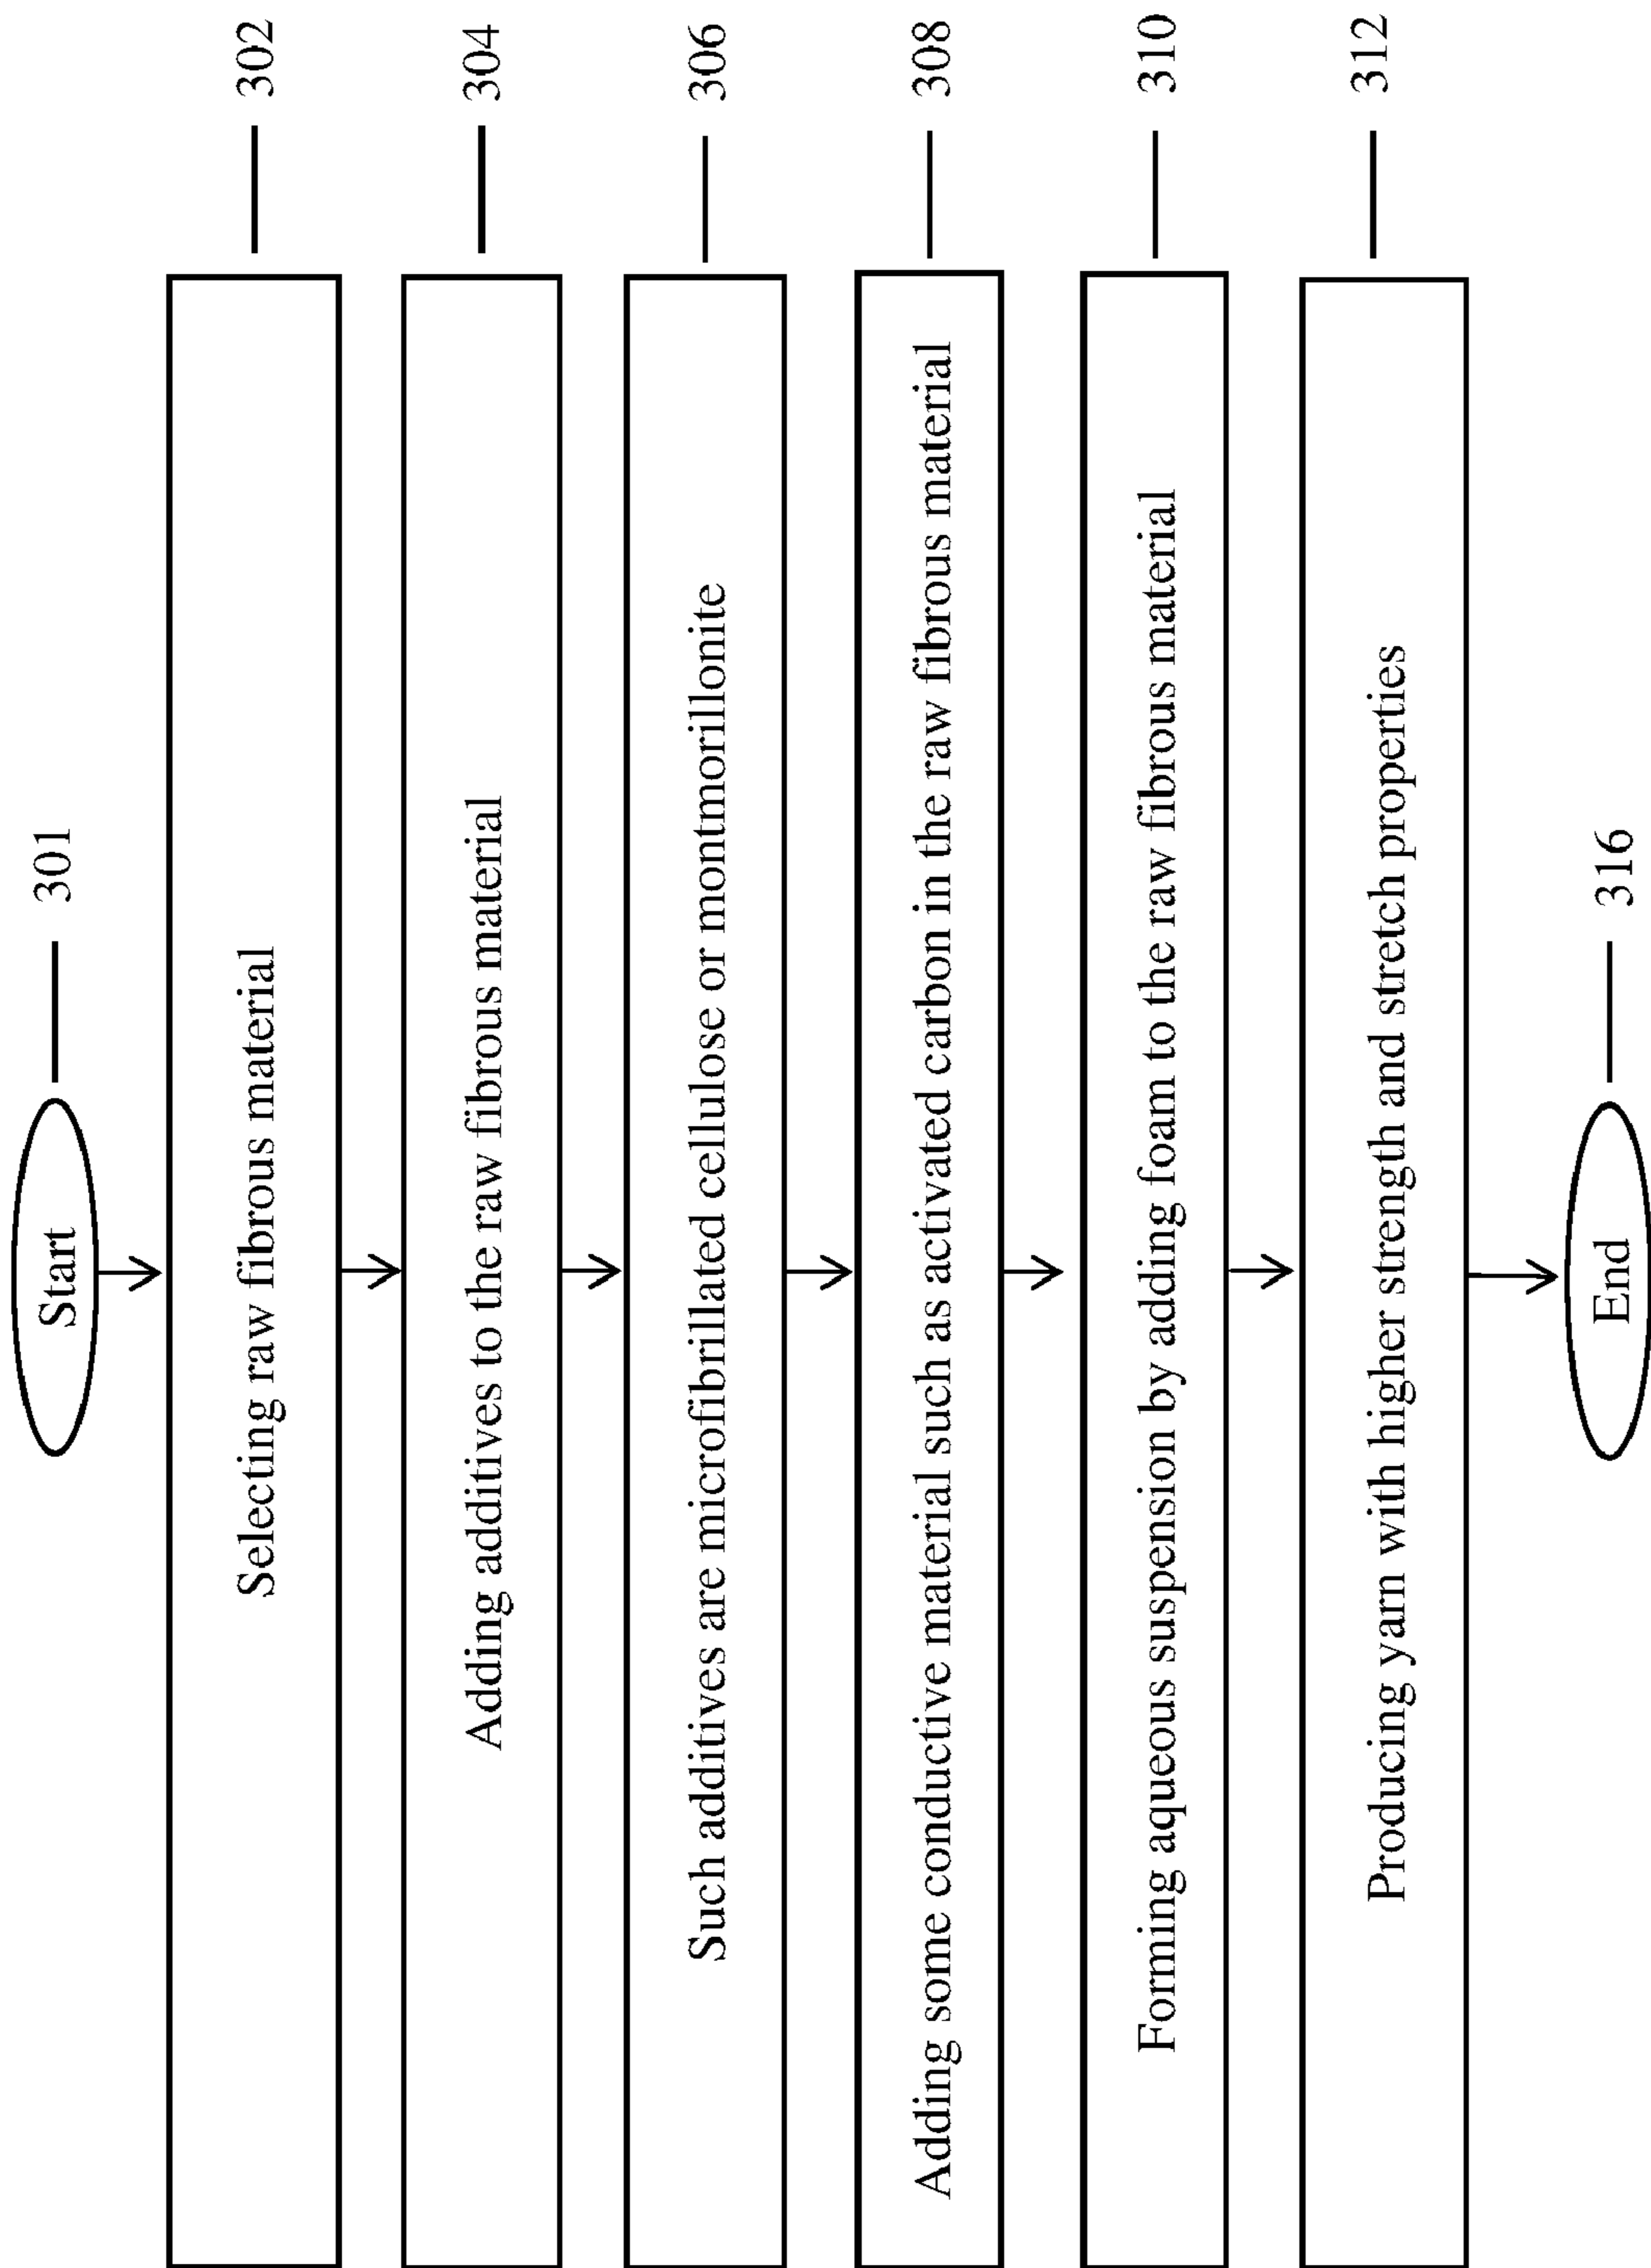 Start
301
Selecting raw fibrous material
302
Adding additives to the raw fibrous material
304
Such additives are microfibrillated cellulose or montmorillonite
306
Adding some conductive material such as activated carbon in the raw fibrous material
308
Forming aqueous suspension by adding foam to the raw fibrous material
310
Producing yarn with higher strength and stretch properties
312
End
316